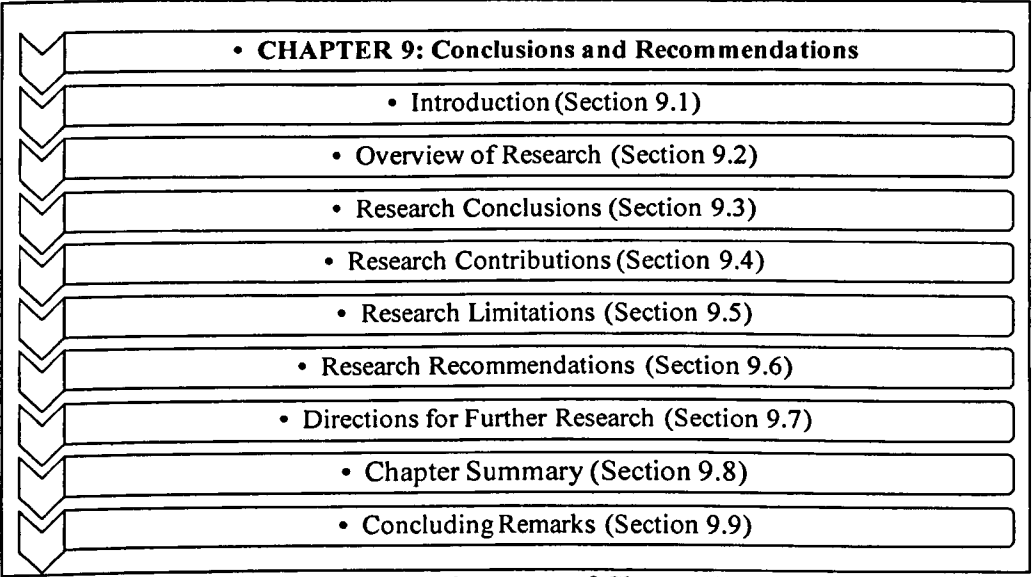 • CHAPTER 9: Conclusions and Recommendations
• Introduction (Section 9.1)
• Overview of Research (Section 9.2)
• Research Conclusions (Section 9.3)
• Research Contributions (Section 9.4)
• Research Limitations (Section 9.5)
• Research Recommendations (Section 9.6)
• Directions for Further Research (Section 9.7)
• Chapter Summary (Section 9.8)
• Concluding Remarks (Section 9.9)